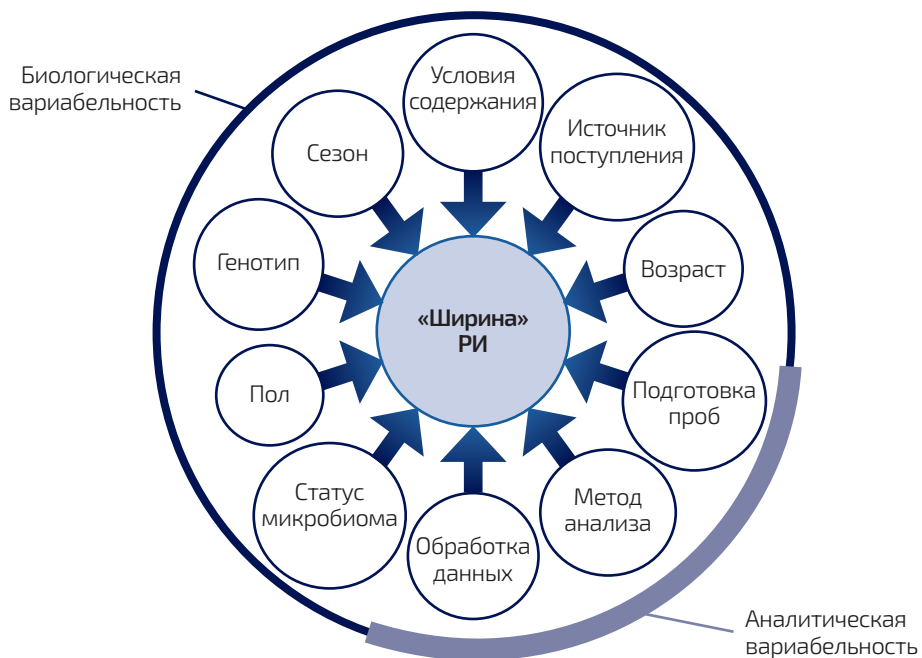 Биологическая
вариабельность
Условия
содержания
Источник
поступления
Сезон
Генотип
Возраст
«Ширина»
РИ
Пол
Подготовка
проб
Статус
микробиома
Метод
анализа
Обработка
данных
Аналитическая
вариабельность